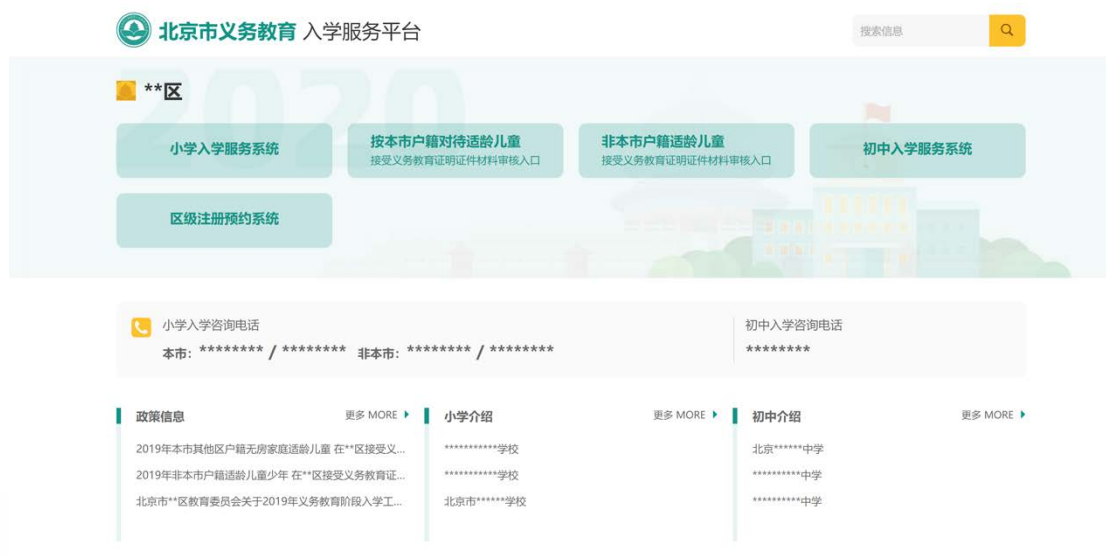 北京市义务教育 入学服务平台
搜索信息
2020
**区
小学入学服务系统
按本市户籍对待适龄儿童
接受义务教育证明证件材料审核入口
非本市户籍适龄儿童
接受义务教育证明证件材料审核入口
初中入学服务系统
区级注册预约系统
小学入学咨询电话
本市: ******** / ******** 非本市: ******** / ********
初中入学咨询电话
********
政策信息 更多 MORE
2019年本市其他区户籍无房家庭适龄儿童 在**区接受义...
2019年非本市户籍适龄儿童少年 在**区接受义务教育证...
北京市**区教育委员会关于2019年义务教育阶段入学工...
小学介绍 更多 MORE
***********学校
***********学校
北京市******学校
初中介绍 更多 MORE
北京******中学
**********中学
**********中学